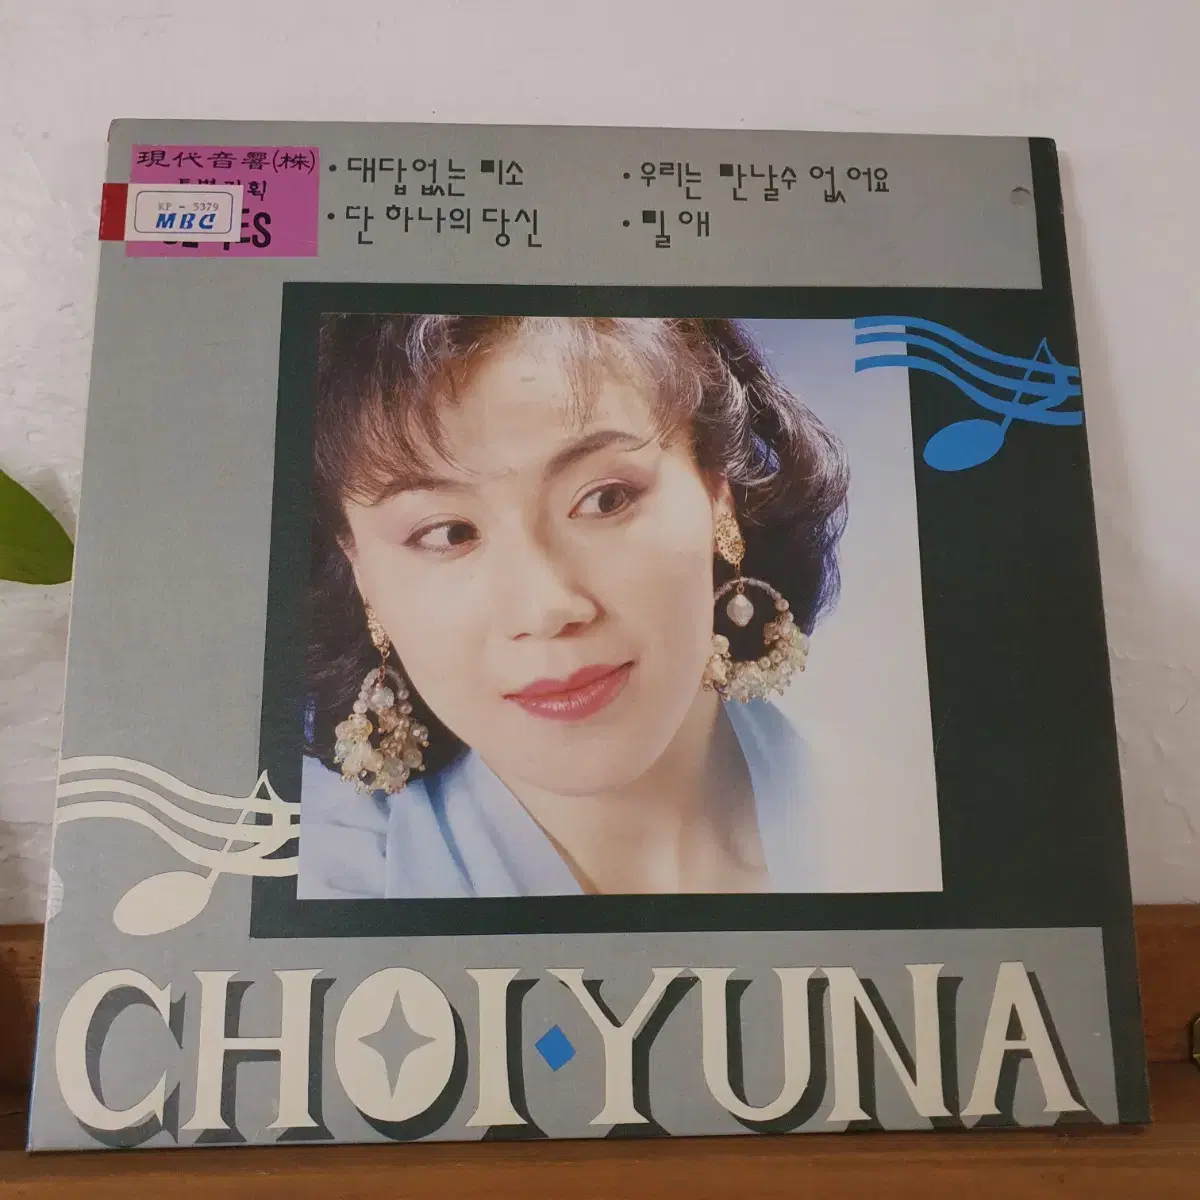 現代音響(株)
KP - 5379
MBC
· 대답없는 미소
· 단 하나의 당신
· 우리는 만날수 없어요
· 밀애
CHOI·YUNA